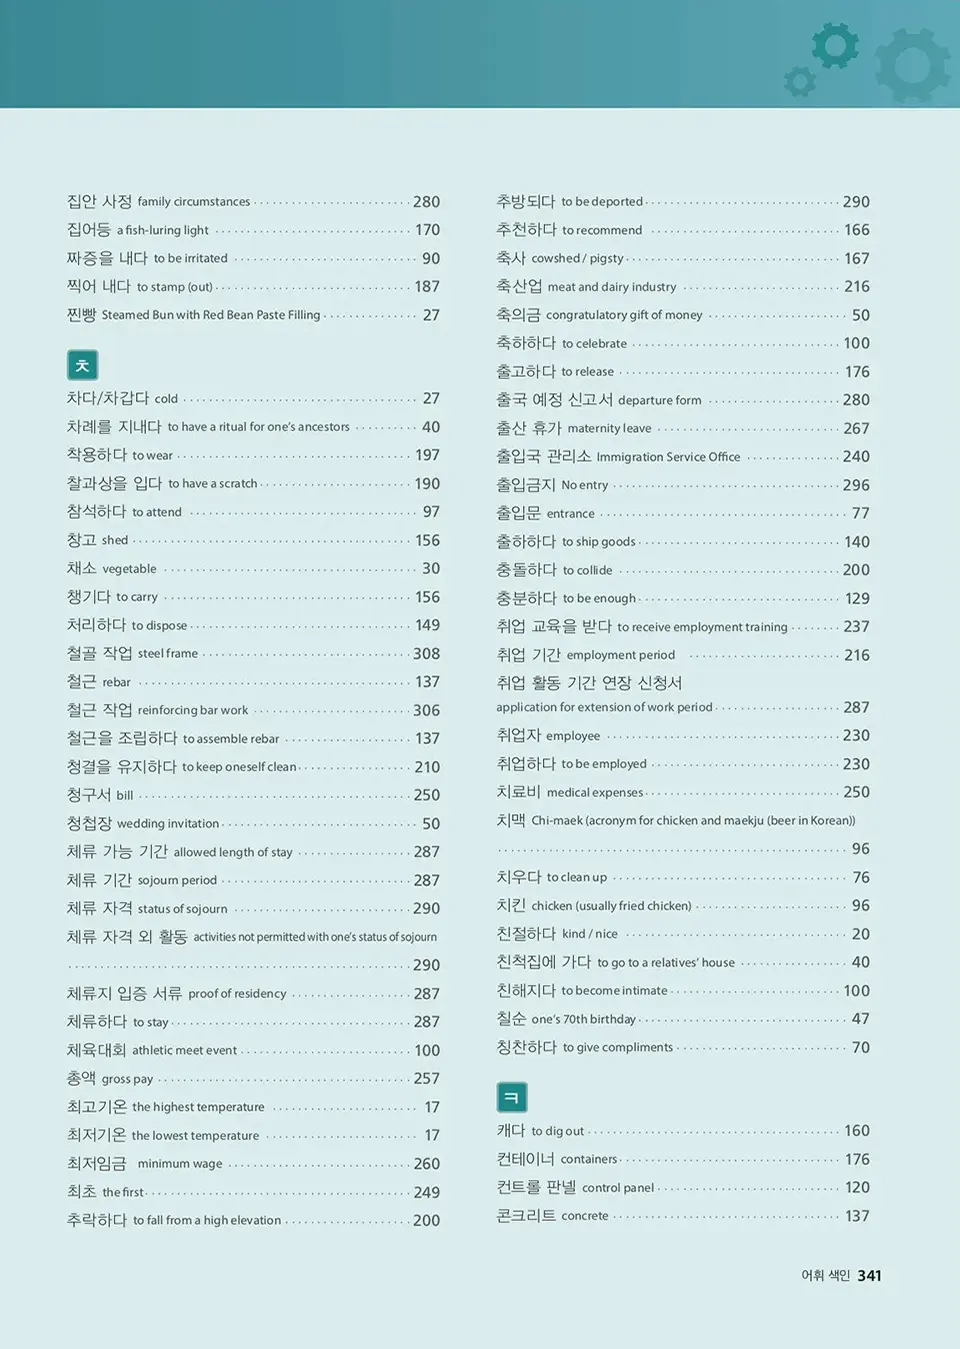 집안 사정 family circumstances 280
집어등 a fish-luring light 170
짜증을 내다 to be irritated 90
찍어 내다 to stamp (out) 187
찐빵 Steamed Bun with Red Bean Paste Filling 27
ㅊ
차다/차갑다 cold 27
차례를 지내다 to have a ritual for one's ancestors 40
착용하다 to wear 197
찰과상을 입다 to have a scratch 190
참석하다 to attend 97
창고 shed 156
채소 vegetable 30
챙기다 to carry 156
처리하다 to dispose 149
철골 작업 steel frame 308
철근 rebar 137
철근 작업 reinforcing bar work 306
철근을 조립하다 to assemble rebar 137
청결을 유지하다 to keep oneself clean 210
청구서 bill 250
청첩장 wedding invitation 50
체류 가능 기간 allowed length of stay 287
체류 기간 sojourn period 287
체류 자격 status of sojourn 290
체류 자격 외 활동 activities not permitted with one's status of sojourn
290
체류지 입증 서류 proof of residency 287
체류하다 to stay 287
체육대회 athletic meet event 100
총액 gross pay 257
최고기온 the highest temperature 17
최저기온 the lowest temperature 17
최저임금 minimum wage 260
최초 the first 249
추락하다 to fall from a high elevation 200
추방되다 to be deported 290
추천하다 to recommend 166
축사 cowshed / pigsty 167
축산업 meat and dairy industry 216
축의금 congratulatory gift of money 50
축하하다 to celebrate 100
출고하다 to release 176
출국 예정 신고서 departure form 280
출산 휴가 maternity leave 267
출입국 관리소 Immigration Service Office 240
출입금지 No entry 296
출입문 entrance 77
출하하다 to ship goods 140
충돌하다 to collide 200
충분하다 to be enough 129
취업 교육을 받다 to receive employment training 237
취업 기간 employment period 216
취업 활동 기간 연장 신청서
application for extension of work period 287
취업자 employee 230
취업하다 to be employed 230
치료비 medical expenses 250
치맥 Chi-maek (acronym for chicken and maekju (beer in Korean))
96
치우다 to clean up 76
치킨 chicken (usually fried chicken) 96
친절하다 kind / nice 20
친척집에 가다 to go to a relatives' house 40
친해지다 to become intimate 100
칠순 one's 70th birthday 47
칭찬하다 to give compliments 70
ㅋ
캐다 to dig out 160
컨테이너 containers 176
컨트롤 판넬 control panel 120
콘크리트 concrete 137
어휘 색인 341